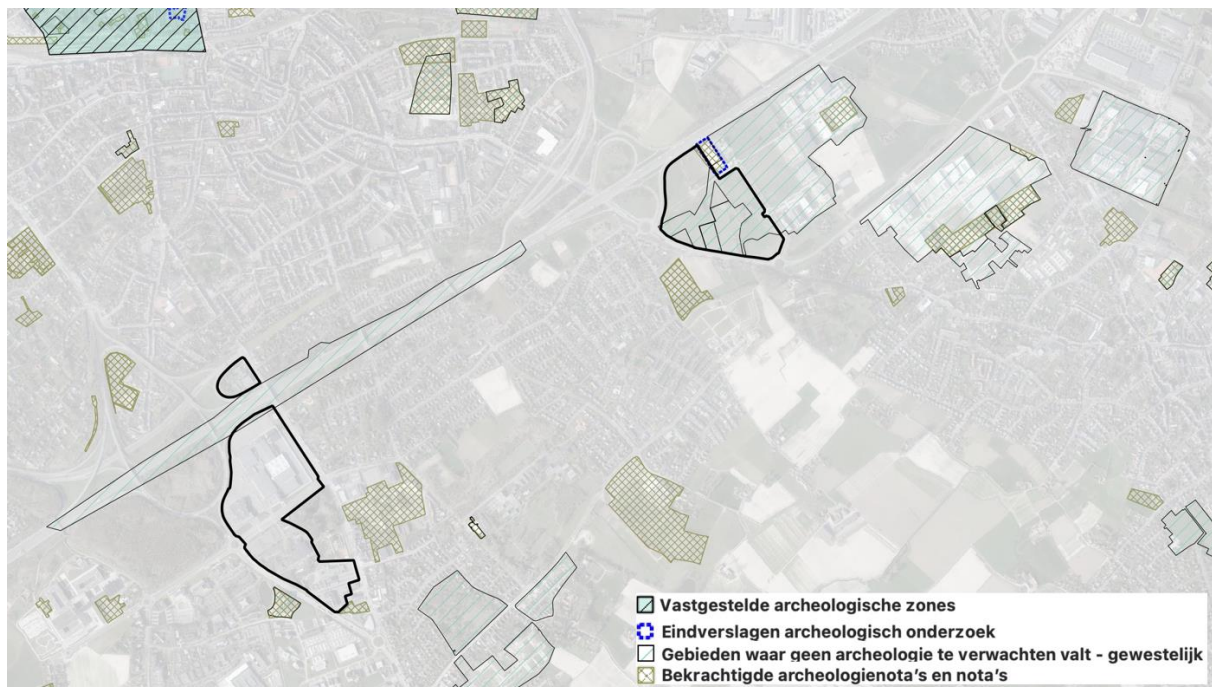 Vastgestelde archeologische zones
Eindverslagen archeologisch onderzoek
Gebieden waar geen archeologie te verwachten valt - gewestelijk
Bekrachtigde archeologienota's en nota's